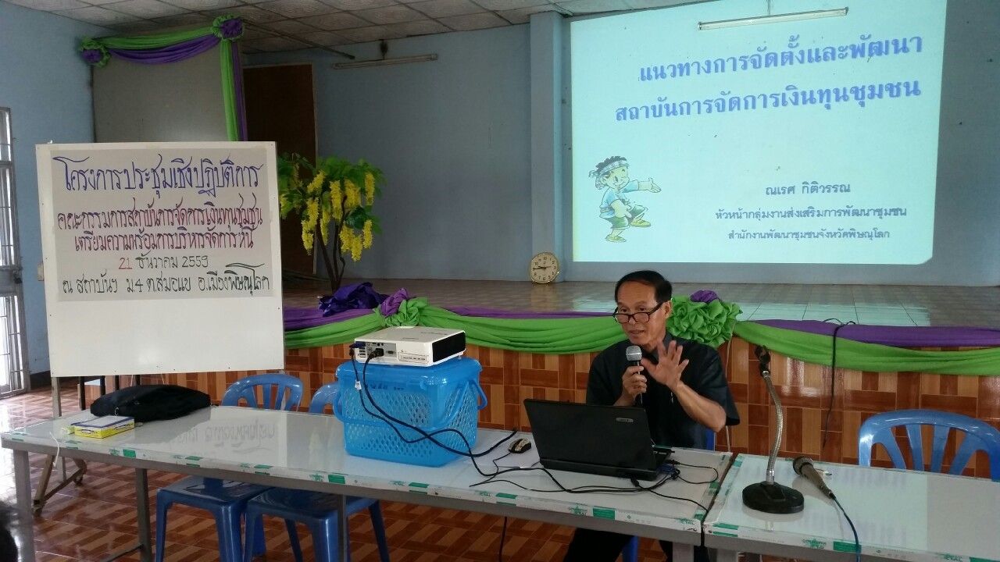 โครงการประชุมเชิงปฏิบัติการ
คณะกรรมการสถาบันการจัดการเงินทุนชุมชน
เตรียมความพร้อมการบริหารจัดการหนี้
21 ธันวาคม 2559
ณ สถาบันฯ ม4 ต.สมอแข อ.เมืองพิษณุโลก
แนวทางการจัดตั้งและพัฒนา
สถาบันการจัดการเงินทุนชุมชน
ณเรศ กิติวรรณ
หัวหน้ากลุ่มงานส่งเสริมการพัฒนาชุมชน
สำนักงานพัฒนาชุมชนจังหวัดพิษณุโลก